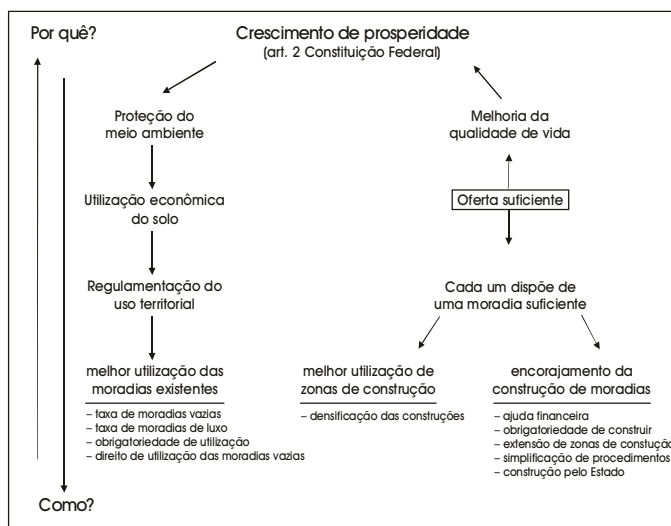 Por quê?
Crescimento de prosperidade
(art. 2 Constituição Federal)
Proteção do
meio ambiente
Melhoria da
qualidade de vida
Utilização econômica
do solo
Oferta suficiente
Regulamentação do
uso territorial
Cada um dispõe de
uma moradia suficiente
melhor utilização das
moradias existentes
– taxa de moradias vazias
– taxa de moradias de luxo
– obrigatoriedade de utilização
– direito de utilização das moradias vazias
melhor utilização de
zonas de construção
– densificação das construções
encorajamento da
construção de moradias
– ajuda financeira
– obrigatoriedade de construir
– extensão de zonas de constução
– simplificação de procedimentos
– construção pelo Estado
Como?